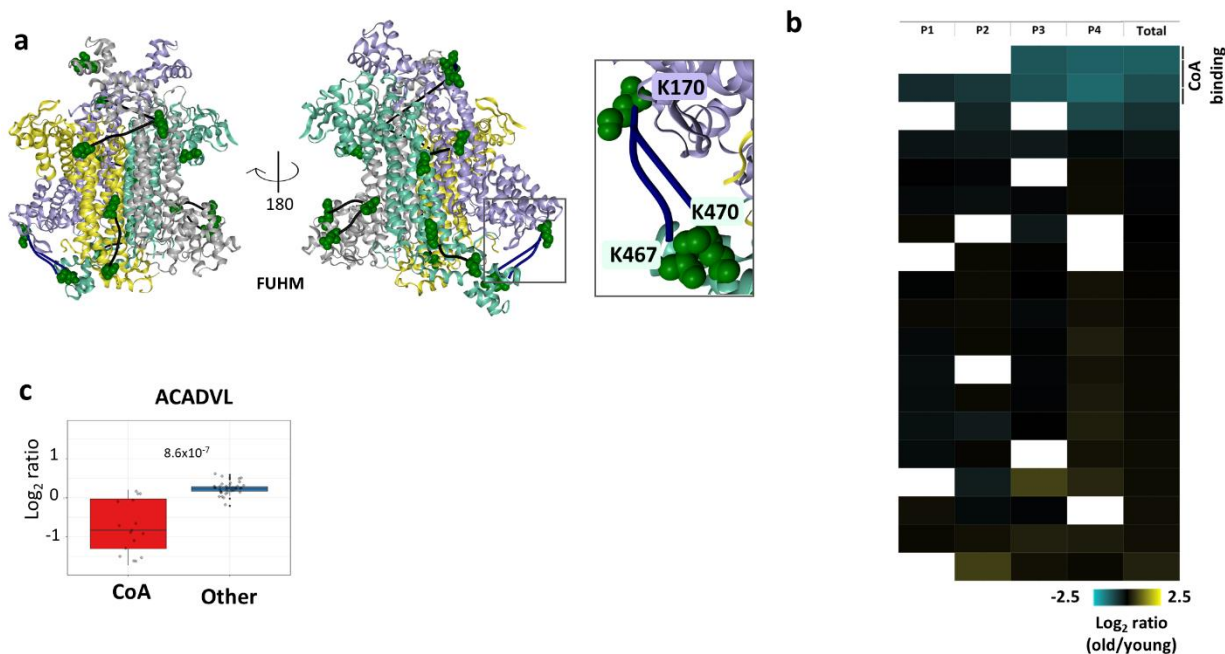 a
180
FUHM
K170
K470
K467
b
P1 P2 P3 P4 Total
CoA
binding
-2.5 2.5
Log₂ ratio
(old/young)
c
ACADVL
8.6x10⁻⁷
Log₂ ratio
1
0
-1
CoA Other